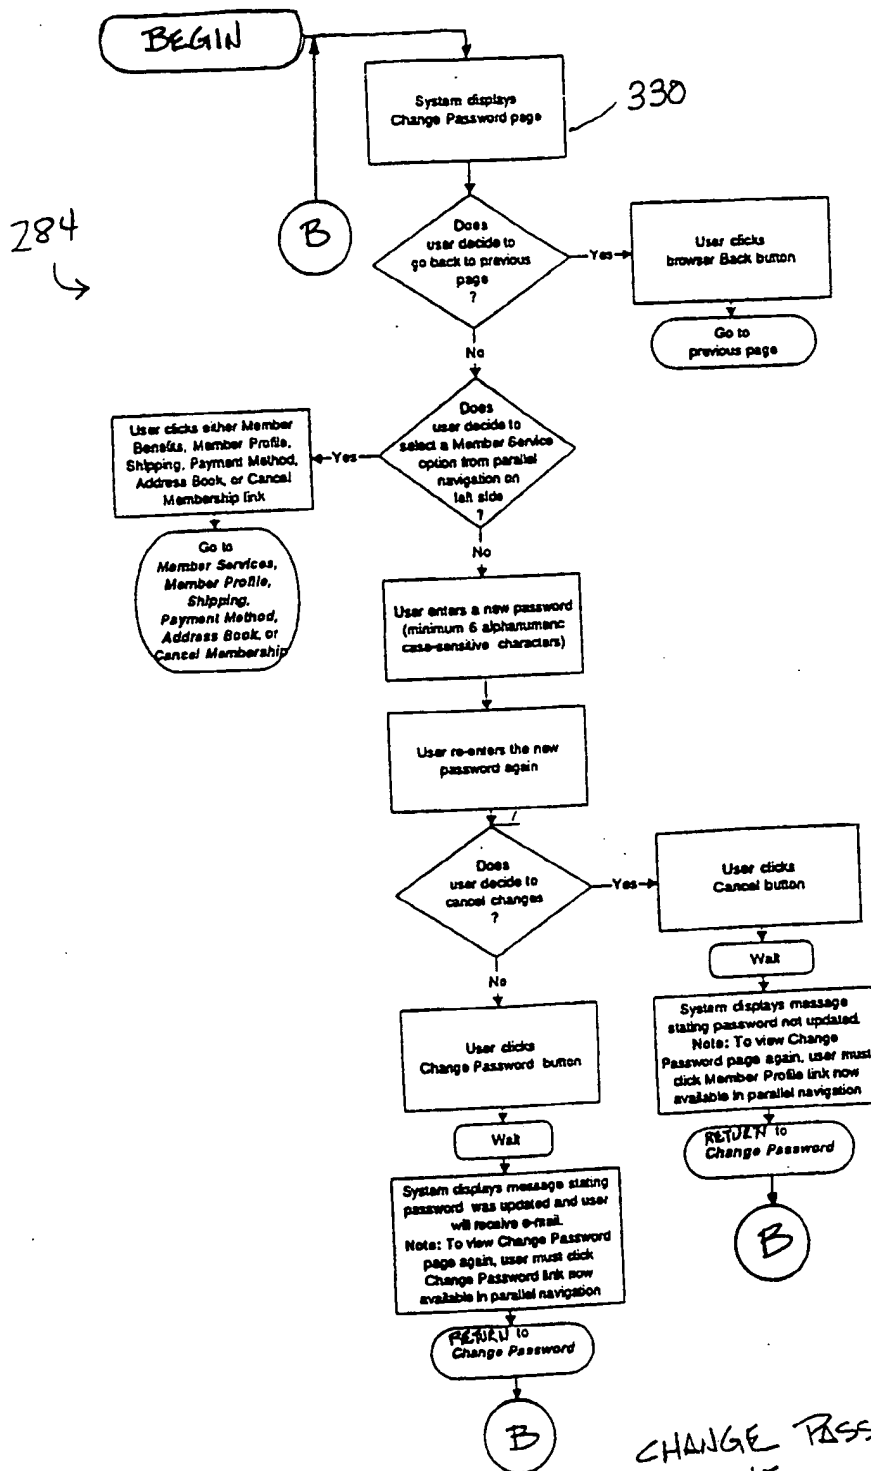 BEGIN
System displays
Change Password page
330
284
B
Does
user decide to
go back to previous
page
?
Yes
User clicks
browser Back button
Go to
previous page
No
Does
user decide to
select a Member Service
option from parallel
navigation on
left side
?
Yes
User clicks either Member
Benefits, Member Profile,
Shipping, Payment Method,
Address Book, or Cancel
Membership link
Go to
Member Services,
Member Profile,
Shipping,
Payment Method,
Address Book, or
Cancel Membership
No
User enters a new password
(minimum 6 alphanumeric
case-sensitive characters)
User re-enters the new
password again
Does
user decide to
cancel changes
?
Yes
User clicks
Cancel button
Wait
System displays message
stating password not updated.
Note: To view Change
Password page again, user must
click Member Profile link now
available in parallel navigation
RETURN to
Change Password
B
No
User clicks
Change Password button
Wait
System displays message stating
password was updated and user
will receive e-mail.
Note: To view Change Password
page again, user must click
Change Password link now
available in parallel navigation
RETURN to
Change Password
B
CHANGE PASS